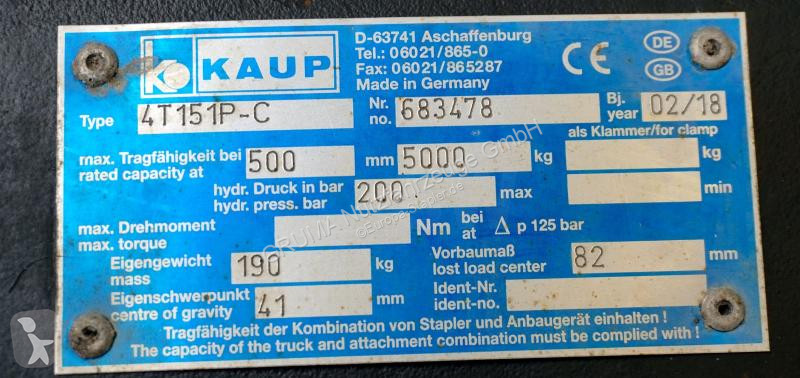 KAUP
D-63741 Aschaffenburg
Tel.: 06021/865-0
Fax: 06021/865287
Made in Germany
CE
DE
GB
Type 4T151P-C
Nr. no. 683478
Bj. year 02/18
als Klammer/for clamp
max. Tragfähigkeit bei
rated capacity at 500 mm 5000 kg kg
hydr. Druck in bar
hydr. press. bar 200 max min
max. Drehmoment
max. torque Nm bei at Δ p 125 bar
Eigengewicht
mass 190 kg
Vorbaumaß
lost load center 82 mm
Eigenschwerpunkt
centre of gravity 41 mm
Ident-Nr.
ident-no.
Tragfähigkeit der Kombination von Stapler und Anbaugerät einhalten !
The capacity of the truck and attachment combination must be complied with !
GRUMA Nutzfahrzeuge GmbH